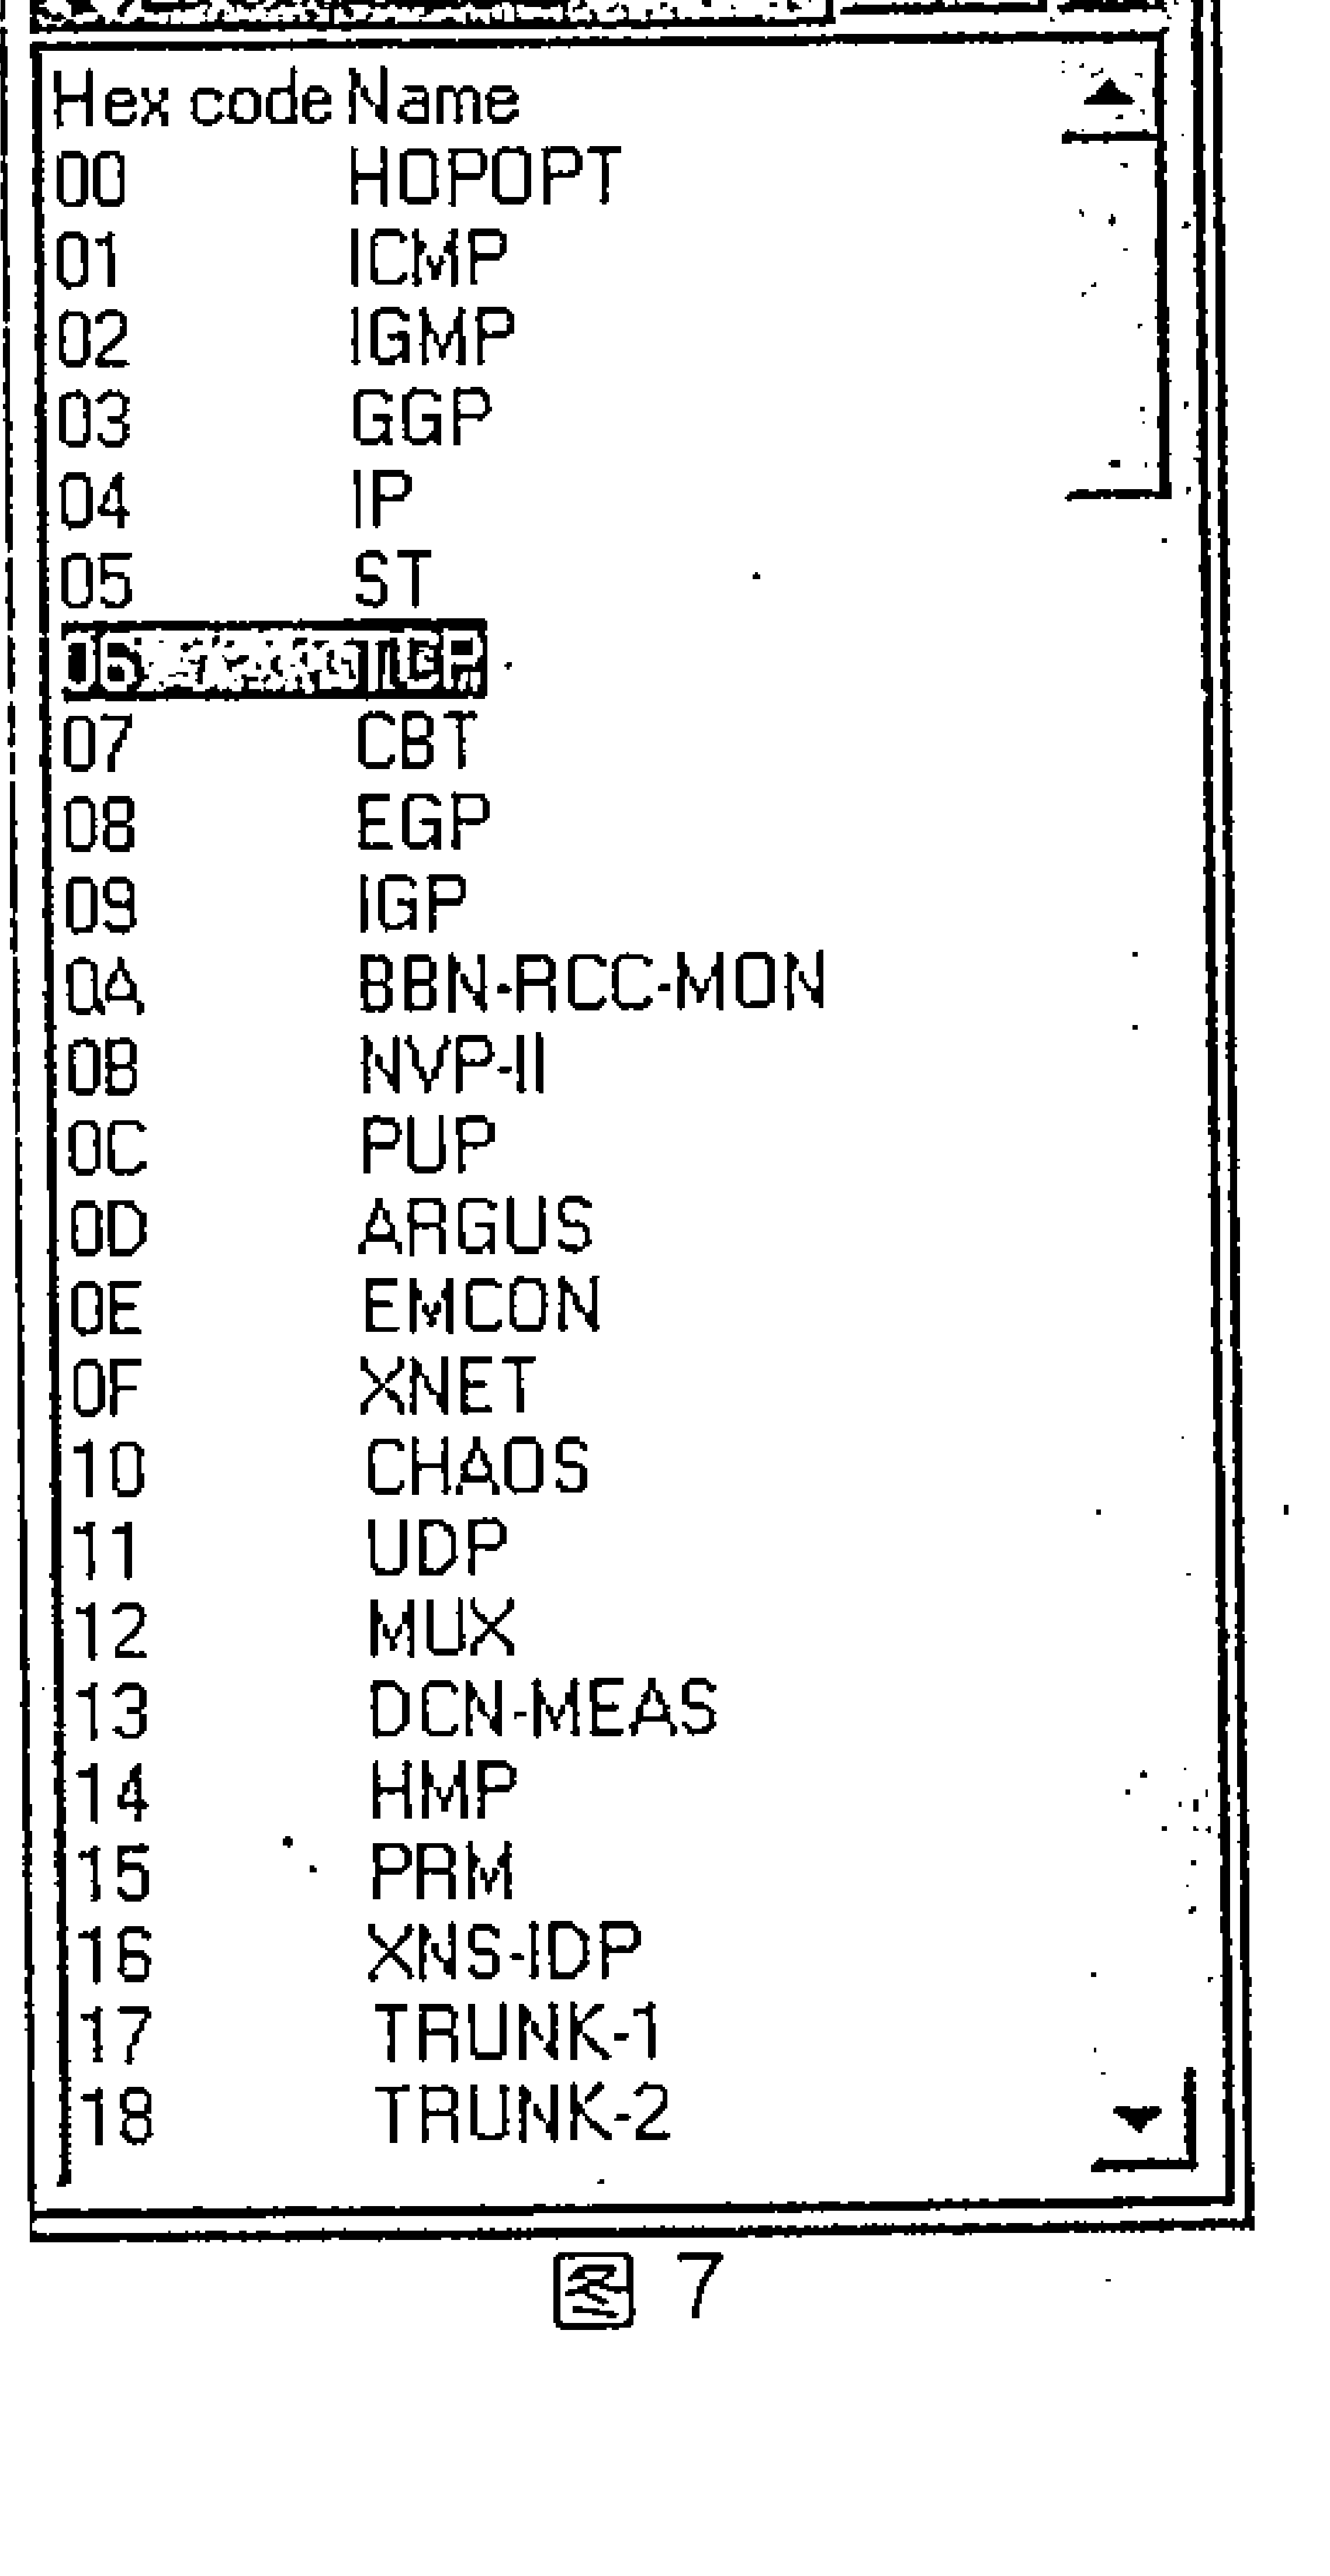 Hex code Name
00 HOPOPT
01 ICMP
02 IGMP
03 GGP
04 IP
05 ST
06 TCP
07 CBT
08 EGP
09 IGP
0A BBN-RCC-MON
0B NVP-II
0C PUP
0D ARGUS
0E EMCON
0F XNET
10 CHAOS
11 UDP
12 MUX
13 DCN-MEAS
14 HMP
15 PRM
16 XNS-IDP
17 TRUNK-1
18 TRUNK-2
图 7